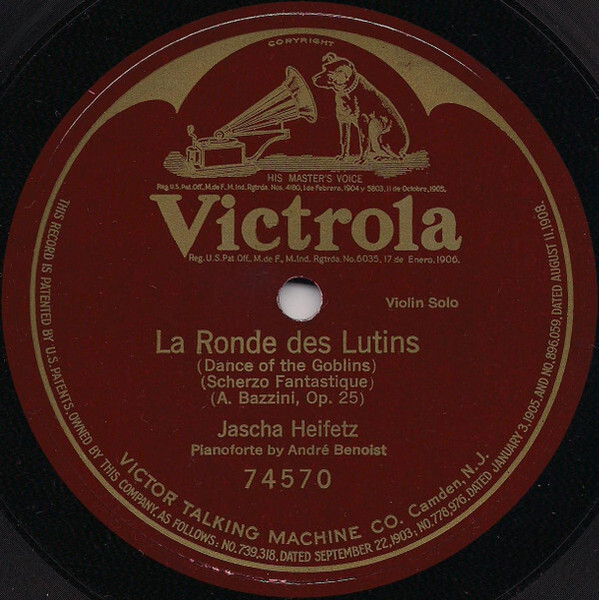 COPYRIGHT
HIS MASTER'S VOICE
Reg. U.S. Pat. Off., M. de F., M. Ind. Rgtrda. Nos. 4180, 1 de Febrero, 1904 y 5803, 11 de Octubre, 1905.
Victrola
Reg. U.S. Pat. Off., M. de F., M. Ind. Rgtrda. No. 6035, 17 de Enero, 1906.
Violin Solo
La Ronde des Lutins
(Dance of the Goblins)
(Scherzo Fantastique)
(A. Bazzini, Op. 25)
Jascha Heifetz
Pianoforte by André Benoist
74570
VICTOR TALKING MACHINE CO. Camden, N.J.
THIS RECORD IS PATENTED BY U.S. PATENTS, OWNED BY THIS COMPANY, AS FOLLOWS: NO. 739,318, DATED SEPTEMBER 22, 1903; NO. 778,976, DATED JANUARY 3, 1905, AND NO. 896,059, DATED AUGUST 11, 1908.